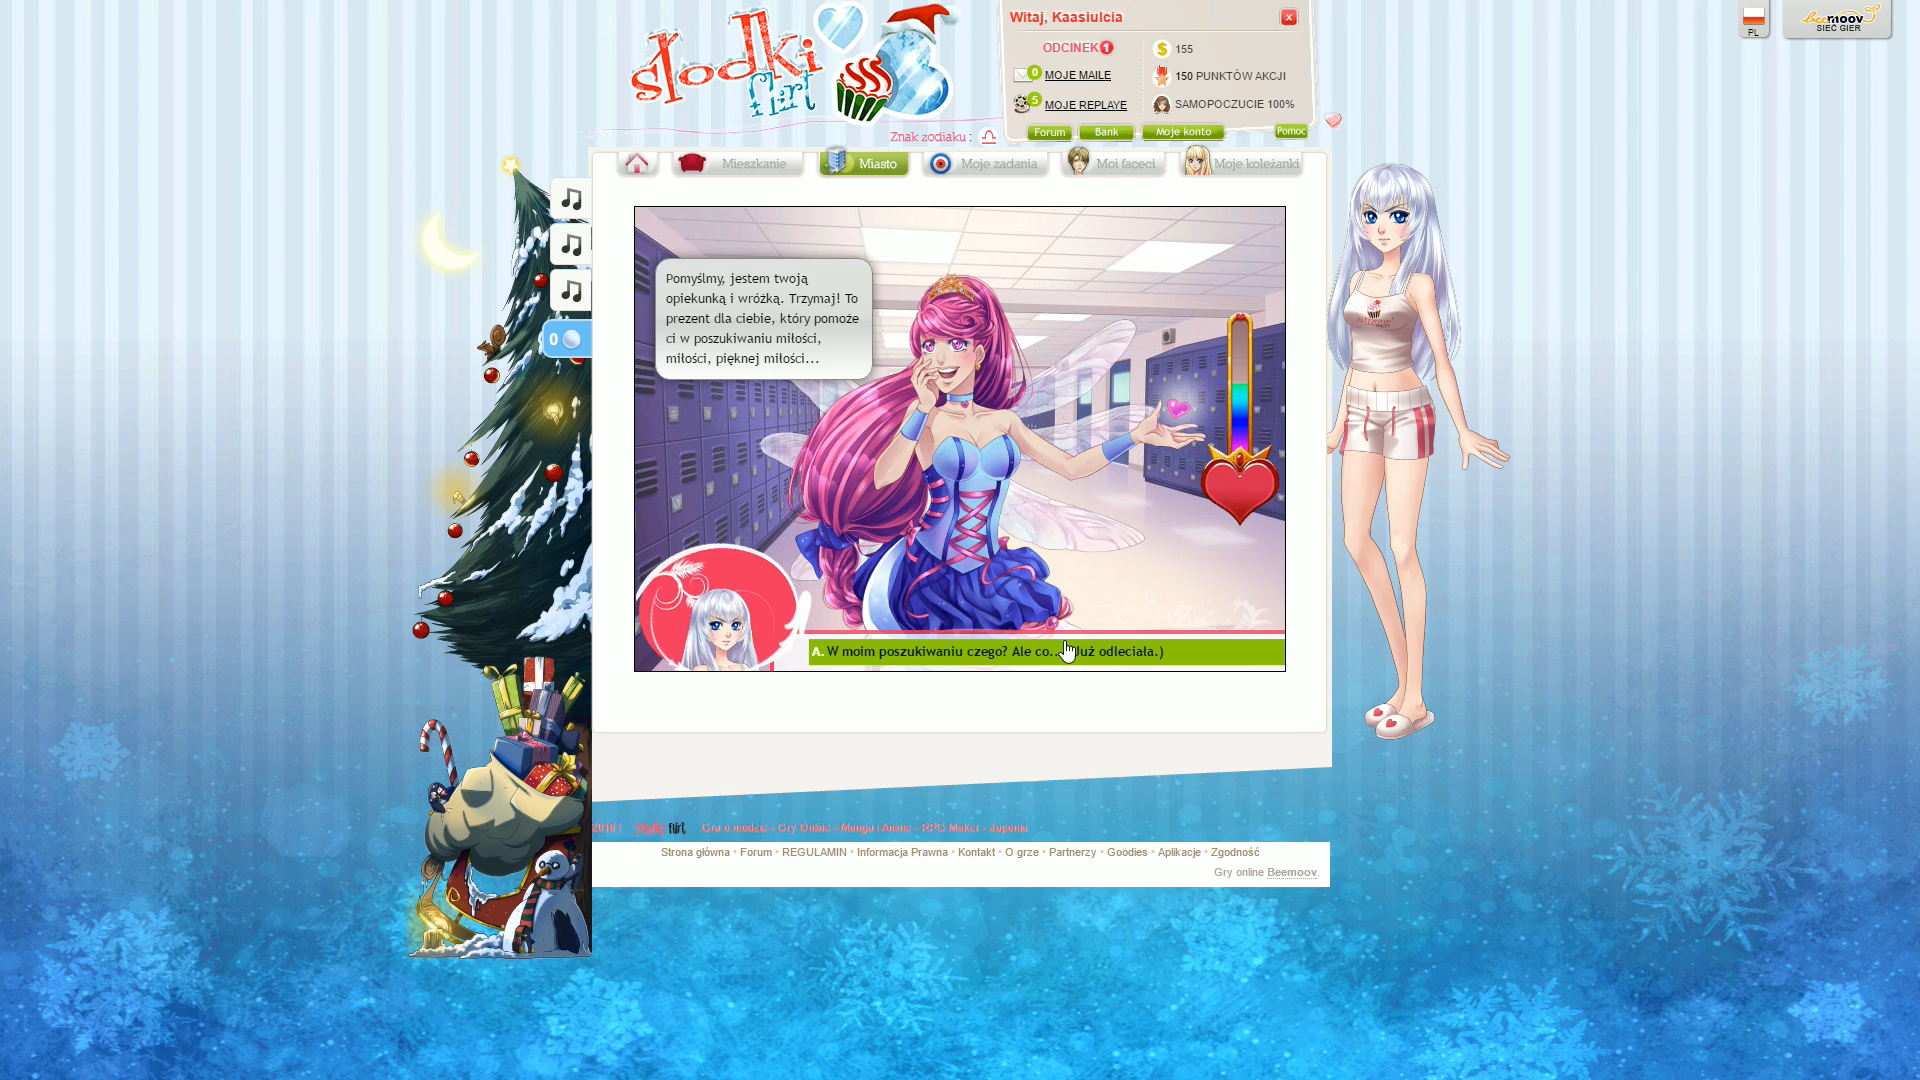 słodki flirt
Witaj, Kaasiulcia
x
ODCINEK 1
155
0 MOJE MAILE
150 PUNKTÓW AKCJI
5 MOJE REPLAYE
SAMOPOCZUCIE 100%
Forum
Bank
Moje konto
Pomoc
PL
beemoov
SIEĆ GIER
Znak zodiaku :
Mieszkanie
Miasto
Moje zadania
Moi faceci
Moje koleżanki
0
Pomyślmy, jestem twoją
opiekunką i wróżką. Trzymaj! To
prezent dla ciebie, który pomoże
ci w poszukiwaniu miłości,
miłości, pięknej miłości...
A. W moim poszukiwaniu czego? Ale co... Już odleciała.)
2016 | słodki flirt Gra o modzie - Gry Online - Manga i Anime - RPG Maker - Japonia
Strona główna • Forum • REGULAMIN • Informacja Prawna • Kontakt • O grze • Partnerzy • Goodies • Aplikacje • Zgodność
Gry online Beemoov.